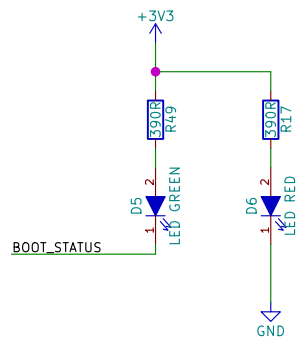 +3V3
390R
R49
390R
R17
2
D5
1
LED GREEN
2
D6
1
LED RED
BOOT_STATUS
GND